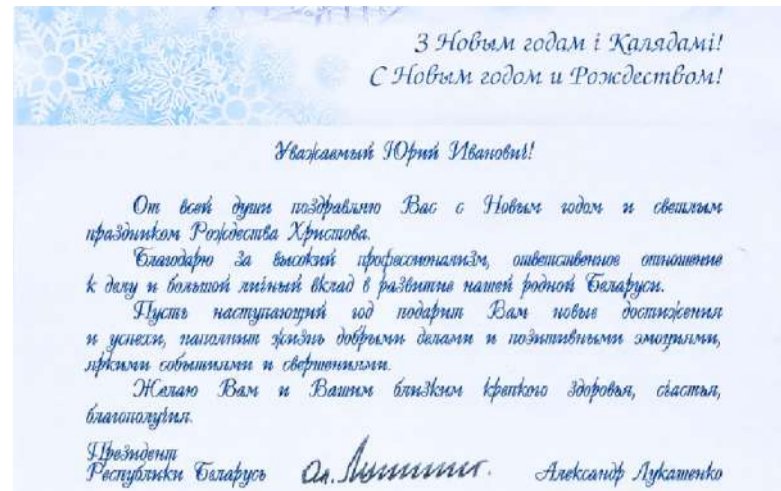 З Новым годам і Калядамі!
С Новым годом и Рождеством!
Уважаемый Юрий Иванович!
От всей души поздравляю Вас с Новым годом и светлым
праздником Рождества Христова.
Благодарю за высокий профессионализм, ответственное отношение
к делу и большой личный вклад в развитие нашей родной Беларуси.
Пусть наступающий год подарит Вам новые достижения
и успехи, наполнит жизнь добрыми делами и позитивными эмоциями,
яркими событиями и свершениями.
Желаю Вам и Вашим близким крепкого здоровья, счастья,
благополучия.
Президент
Республики Беларусь
Александр Лукашенко